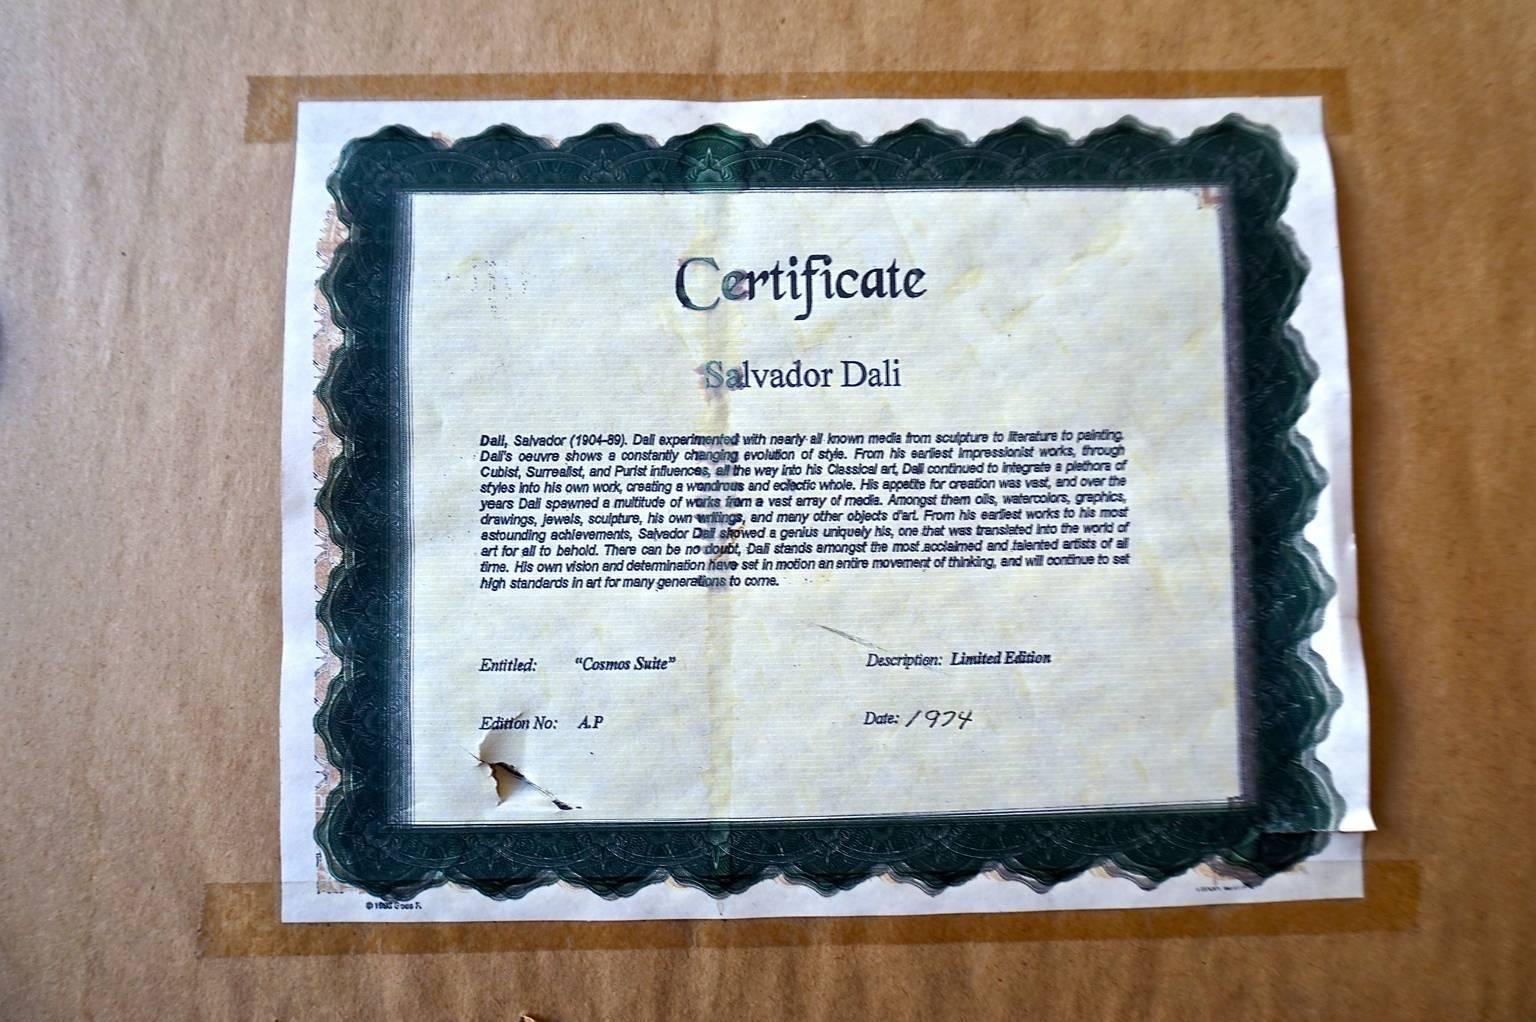 Certificate
Salvador Dali
Dali, Salvador (1904-89). Dali experimented with nearly all known media from sculpture to literature to painting.
Dali's oeuvre shows a constantly changing evolution of style. From his earliest Impressionist works, through
Cubist, Surrealist, and Purist influences, all the way into his Classical art, Dali continued to integrate a plethora of
styles into his own work, creating a wondrous and eclectic whole. His appetite for creation was vast, and over the
years Dali spawned a multitude of works from a vast array of media. Amongst them oils, watercolors, graphics,
drawings, jewels, sculpture, his own writings, and many other objects d'art. From his earliest works to his most
astounding achievements, Salvador Dali showed a genius uniquely his, one that was translated into the world of
art for all to behold. There can be no doubt, Dali stands amongst the most acclaimed and talented artists of all
time. His own vision and determination have set in motion an entire movement of thinking, and will continue to set
high standards in art for many generations to come.
Entitled: "Cosmos Suite" Description: Limited Edition
Edition No: A.P Date: 1974
©